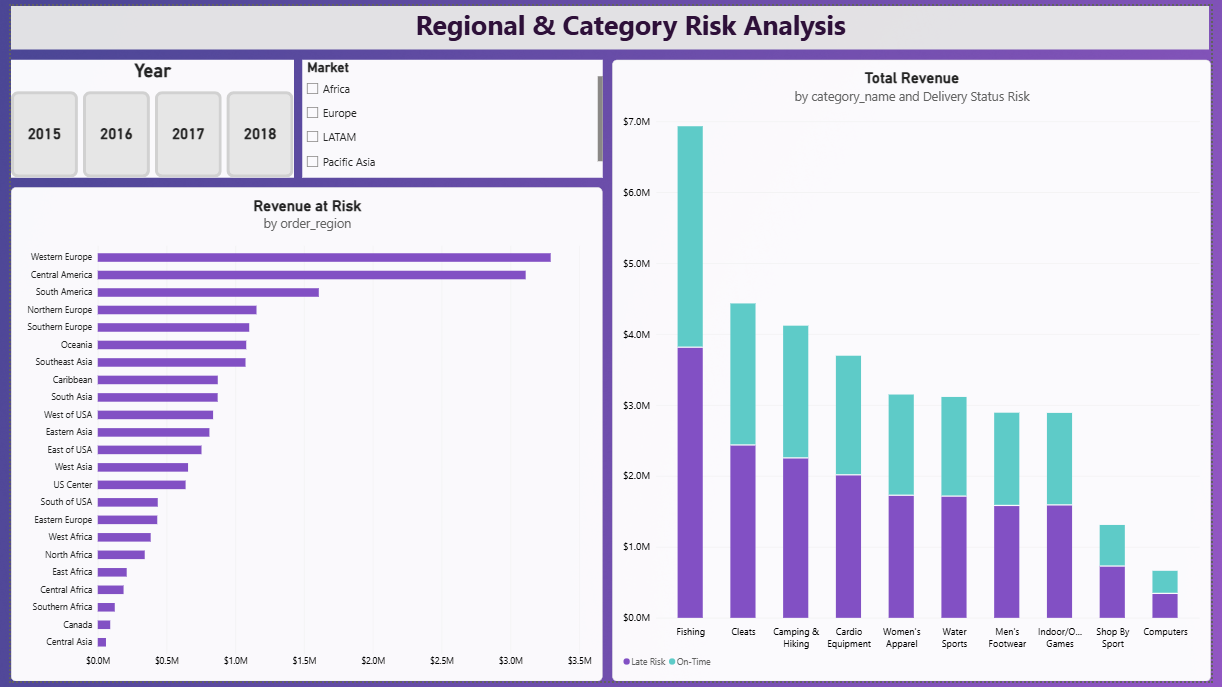 Regional & Category Risk Analysis
Year
2015
2016
2017
2018
Market
Africa
Europe
LATAM
Pacific Asia
Revenue at Risk
by order_region
Western Europe
Central America
South America
Northern Europe
Southern Europe
Oceania
Southeast Asia
Caribbean
South Asia
West of USA
Eastern Asia
East of USA
West Asia
US Center
South of USA
Eastern Europe
West Africa
North Africa
East Africa
Central Africa
Southern Africa
Canada
Central Asia
$0.0M $0.5M $1.0M $1.5M $2.0M $2.5M $3.0M $3.5M
Total Revenue
by category_name and Delivery Status Risk
$7.0M
$6.0M
$5.0M
$4.0M
$3.0M
$2.0M
$1.0M
$0.0M
Fishing
Cleats
Camping &
Hiking
Cardio
Equipment
Women's
Apparel
Water
Sports
Men's
Footwear
Indoor/O...
Games
Shop By
Sport
Computers
Late Risk On-Time